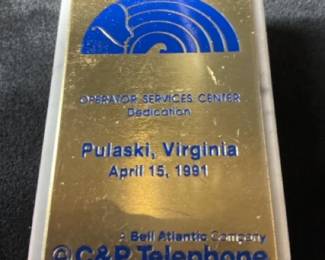 OPERATOR SERVICES CENTER
Dedication
Pulaski, Virginia
April 15, 1991
A Bell Atlantic Company
C&P Telephone